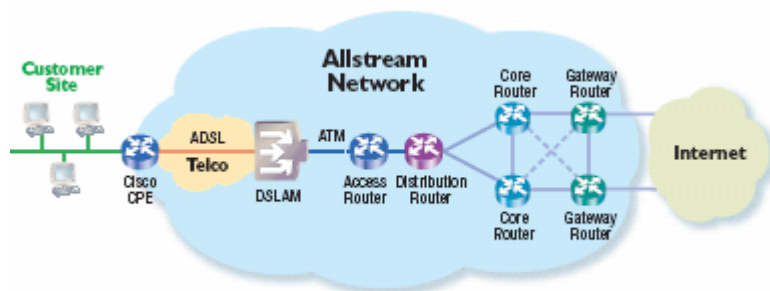 Allstream
Network
Customer
Site
Core
Router
Gateway
Router
ADSL
Telco
ATM
Internet
Cisco
CPE
DSLAM
Access
Router
Distribution
Router
Core
Router
Gateway
Router